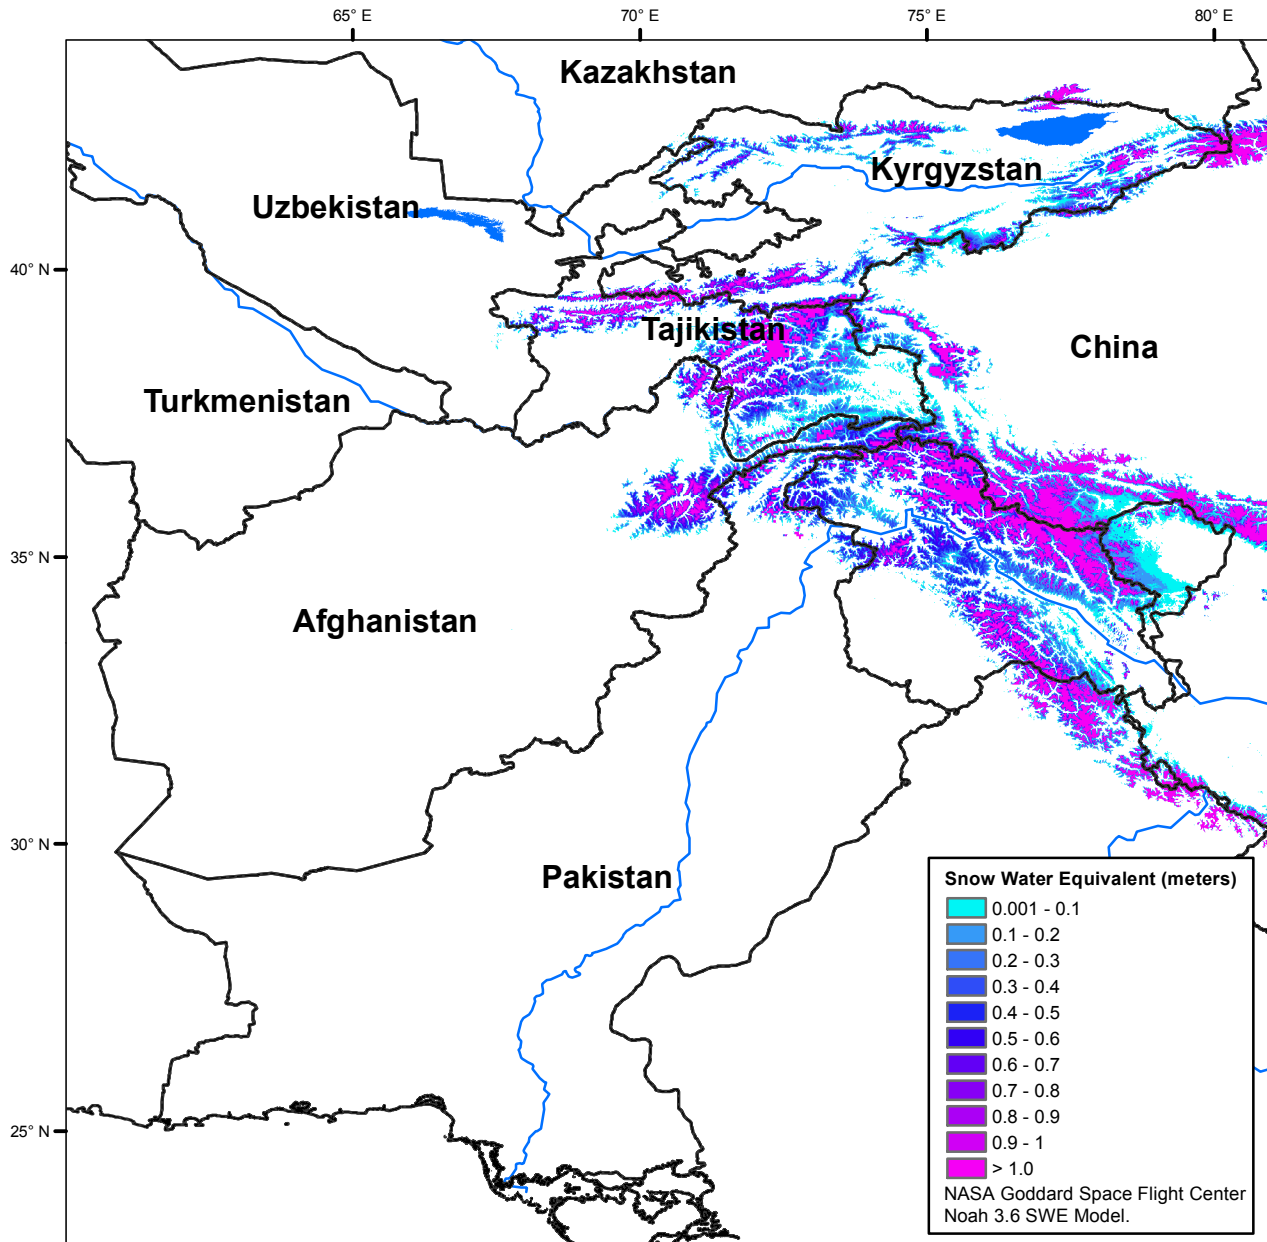 65° E
70° E
75° E
80° E
Kazakhstan
Kyrgyzstan
Uzbekistan
40° N
Tajikistan
China
Turkmenistan
35° N
Afghanistan
30° N
Pakistan
25° N
Snow Water Equivalent (meters)
0.001 - 0.1
0.1 - 0.2
0.2 - 0.3
0.3 - 0.4
0.4 - 0.5
0.5 - 0.6
0.6 - 0.7
0.7 - 0.8
0.8 - 0.9
0.9 - 1
> 1.0
NASA Goddard Space Flight Center
Noah 3.6 SWE Model.